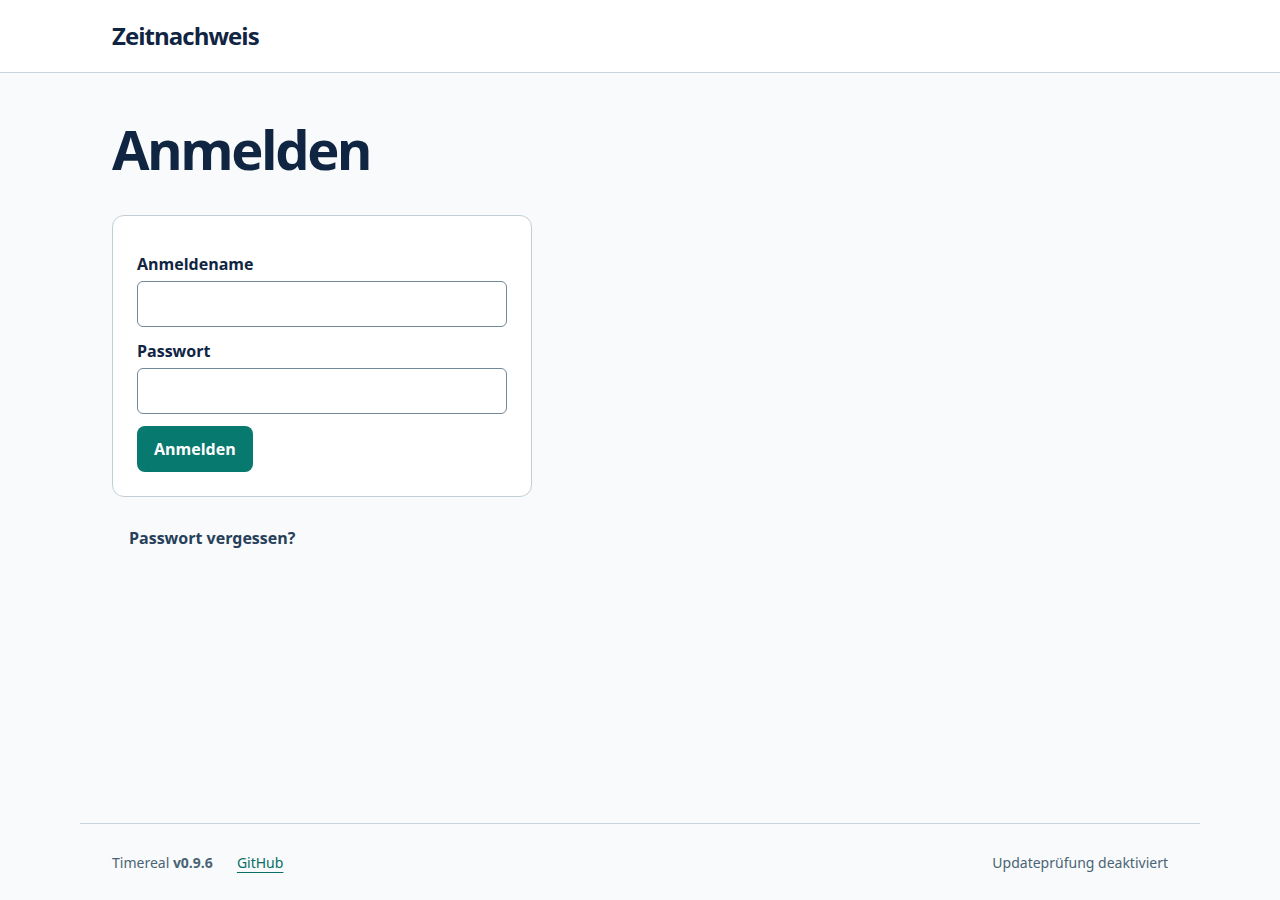 Zeitnachweis
Anmelden
Anmeldename
Passwort
Anmelden
Passwort vergessen?
Timereal v0.9.6 GitHub Updateprüfung deaktiviert